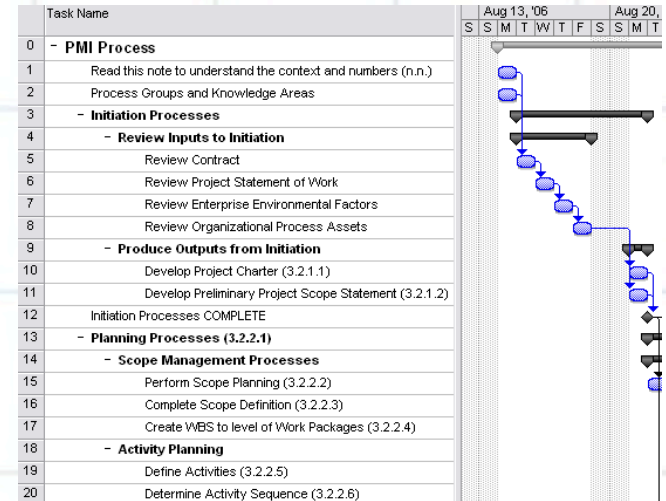 Task Name
Aug 13, '06 Aug 20,
S S M T W T F S S M T
0 - PMI Process
1 Read this note to understand the context and numbers (n.n.)
2 Process Groups and Knowledge Areas
3 - Initiation Processes
4 - Review Inputs to Initiation
5 Review Contract
6 Review Project Statement of Work
7 Review Enterprise Environmental Factors
8 Review Organizational Process Assets
9 - Produce Outputs from Initiation
10 Develop Project Charter (3.2.1.1)
11 Develop Preliminary Project Scope Statement (3.2.1.2)
12 Initiation Processes COMPLETE
13 - Planning Processes (3.2.2.1)
14 - Scope Management Processes
15 Perform Scope Planning (3.2.2.2)
16 Complete Scope Definition (3.2.2.3)
17 Create WBS to level of Work Packages (3.2.2.4)
18 - Activity Planning
19 Define Activities (3.2.2.5)
20 Determine Activity Sequence (3.2.2.6)